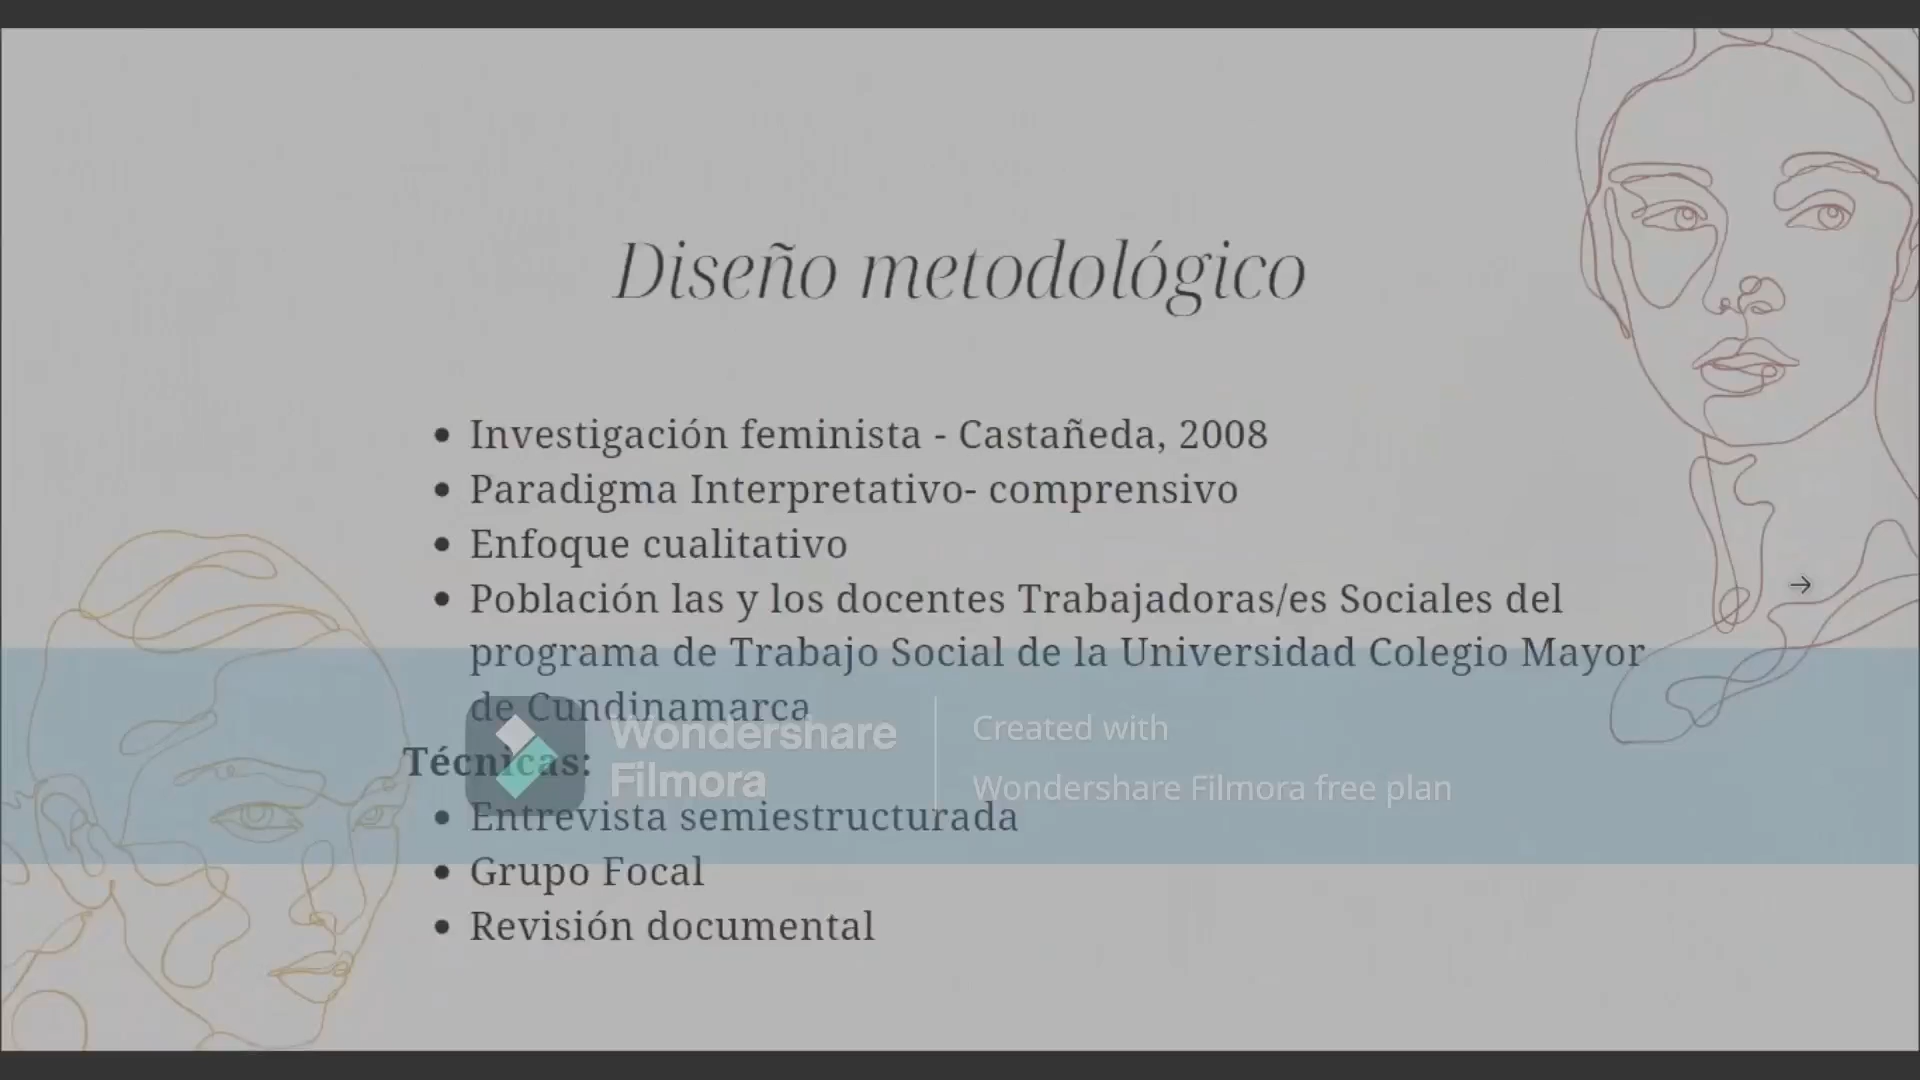 Diseño metodológico
• Investigación feminista - Castañeda, 2008
• Paradigma Interpretativo- comprensivo
• Enfoque cualitativo
• Población las y los docentes Trabajadoras/es Sociales del
programa de Trabajo Social de la Universidad Colegio Mayor
de Cundinamarca
Técnicas:
• Entrevista semiestructurada
• Grupo Focal
• Revisión documental
Wondershare
Filmora
Created with
Wondershare Filmora free plan